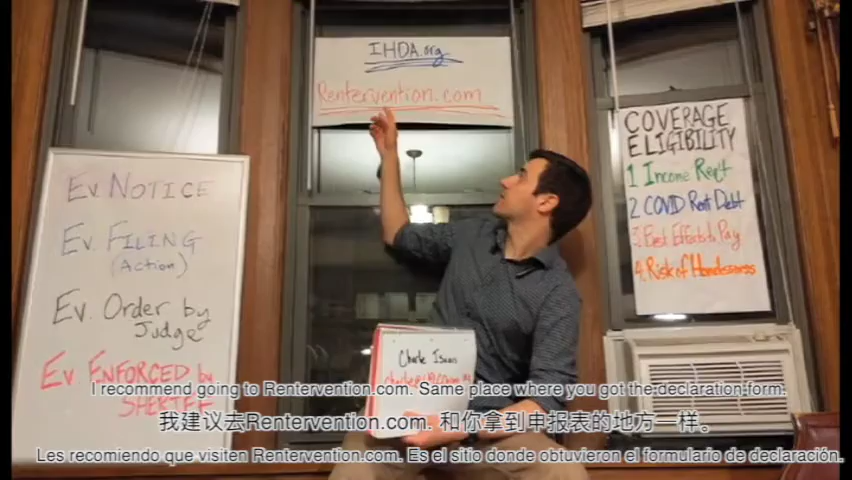 IHDA.org
Rentervention.com
EV NOTICE
EV. FILING
(Action)
EV. Order by
Judge
EV ENFORCED by
SHERIFF
COVERAGE
ELIGIBILITY
1 Income Req't
2 COVID Rent Debt
3. Best Efforts to Pay
4. Risk of Homelessness
Charlie Isaacs
I recommend going to Rentervention.com. Same place where you got the declaration form.
我建议去Rentervention.com. 和你拿到申报表的地方一样。
Les recomiendo que visiten Rentervention.com. Es el sitio donde obtuvieron el formulario de declaración.